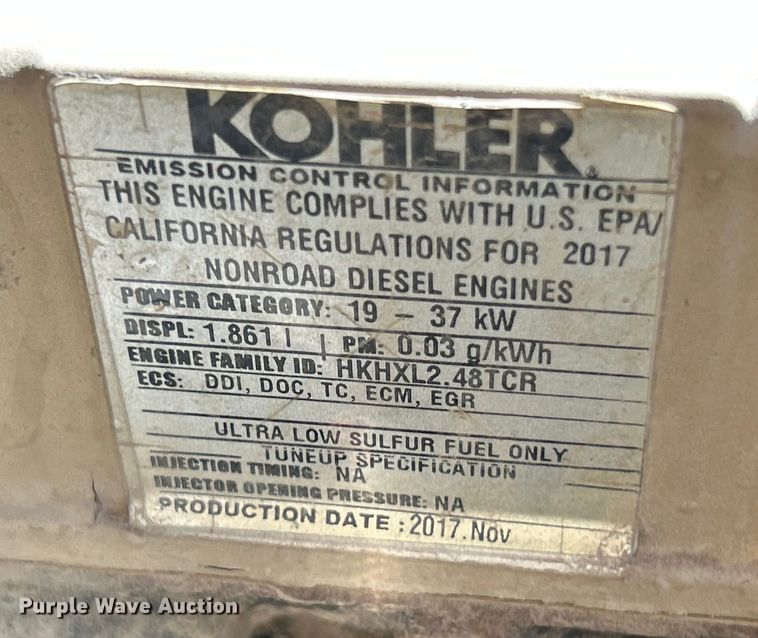 KOHLER®
EMISSION CONTROL INFORMATION
THIS ENGINE COMPLIES WITH U.S. EPA/
CALIFORNIA REGULATIONS FOR 2017
NONROAD DIESEL ENGINES
POWER CATEGORY: 19 – 37 kW
DISPL: 1.861 l | PM: 0.03 g/kWh
ENGINE FAMILY ID: HKHXL2.48TCR
ECS: DDI, DOC, TC, ECM, EGR
ULTRA LOW SULFUR FUEL ONLY
TUNEUP SPECIFICATION
INJECTION TIMING: NA
INJECTOR OPENING PRESSURE: NA
PRODUCTION DATE : 2017.Nov
Purple Wave Auction